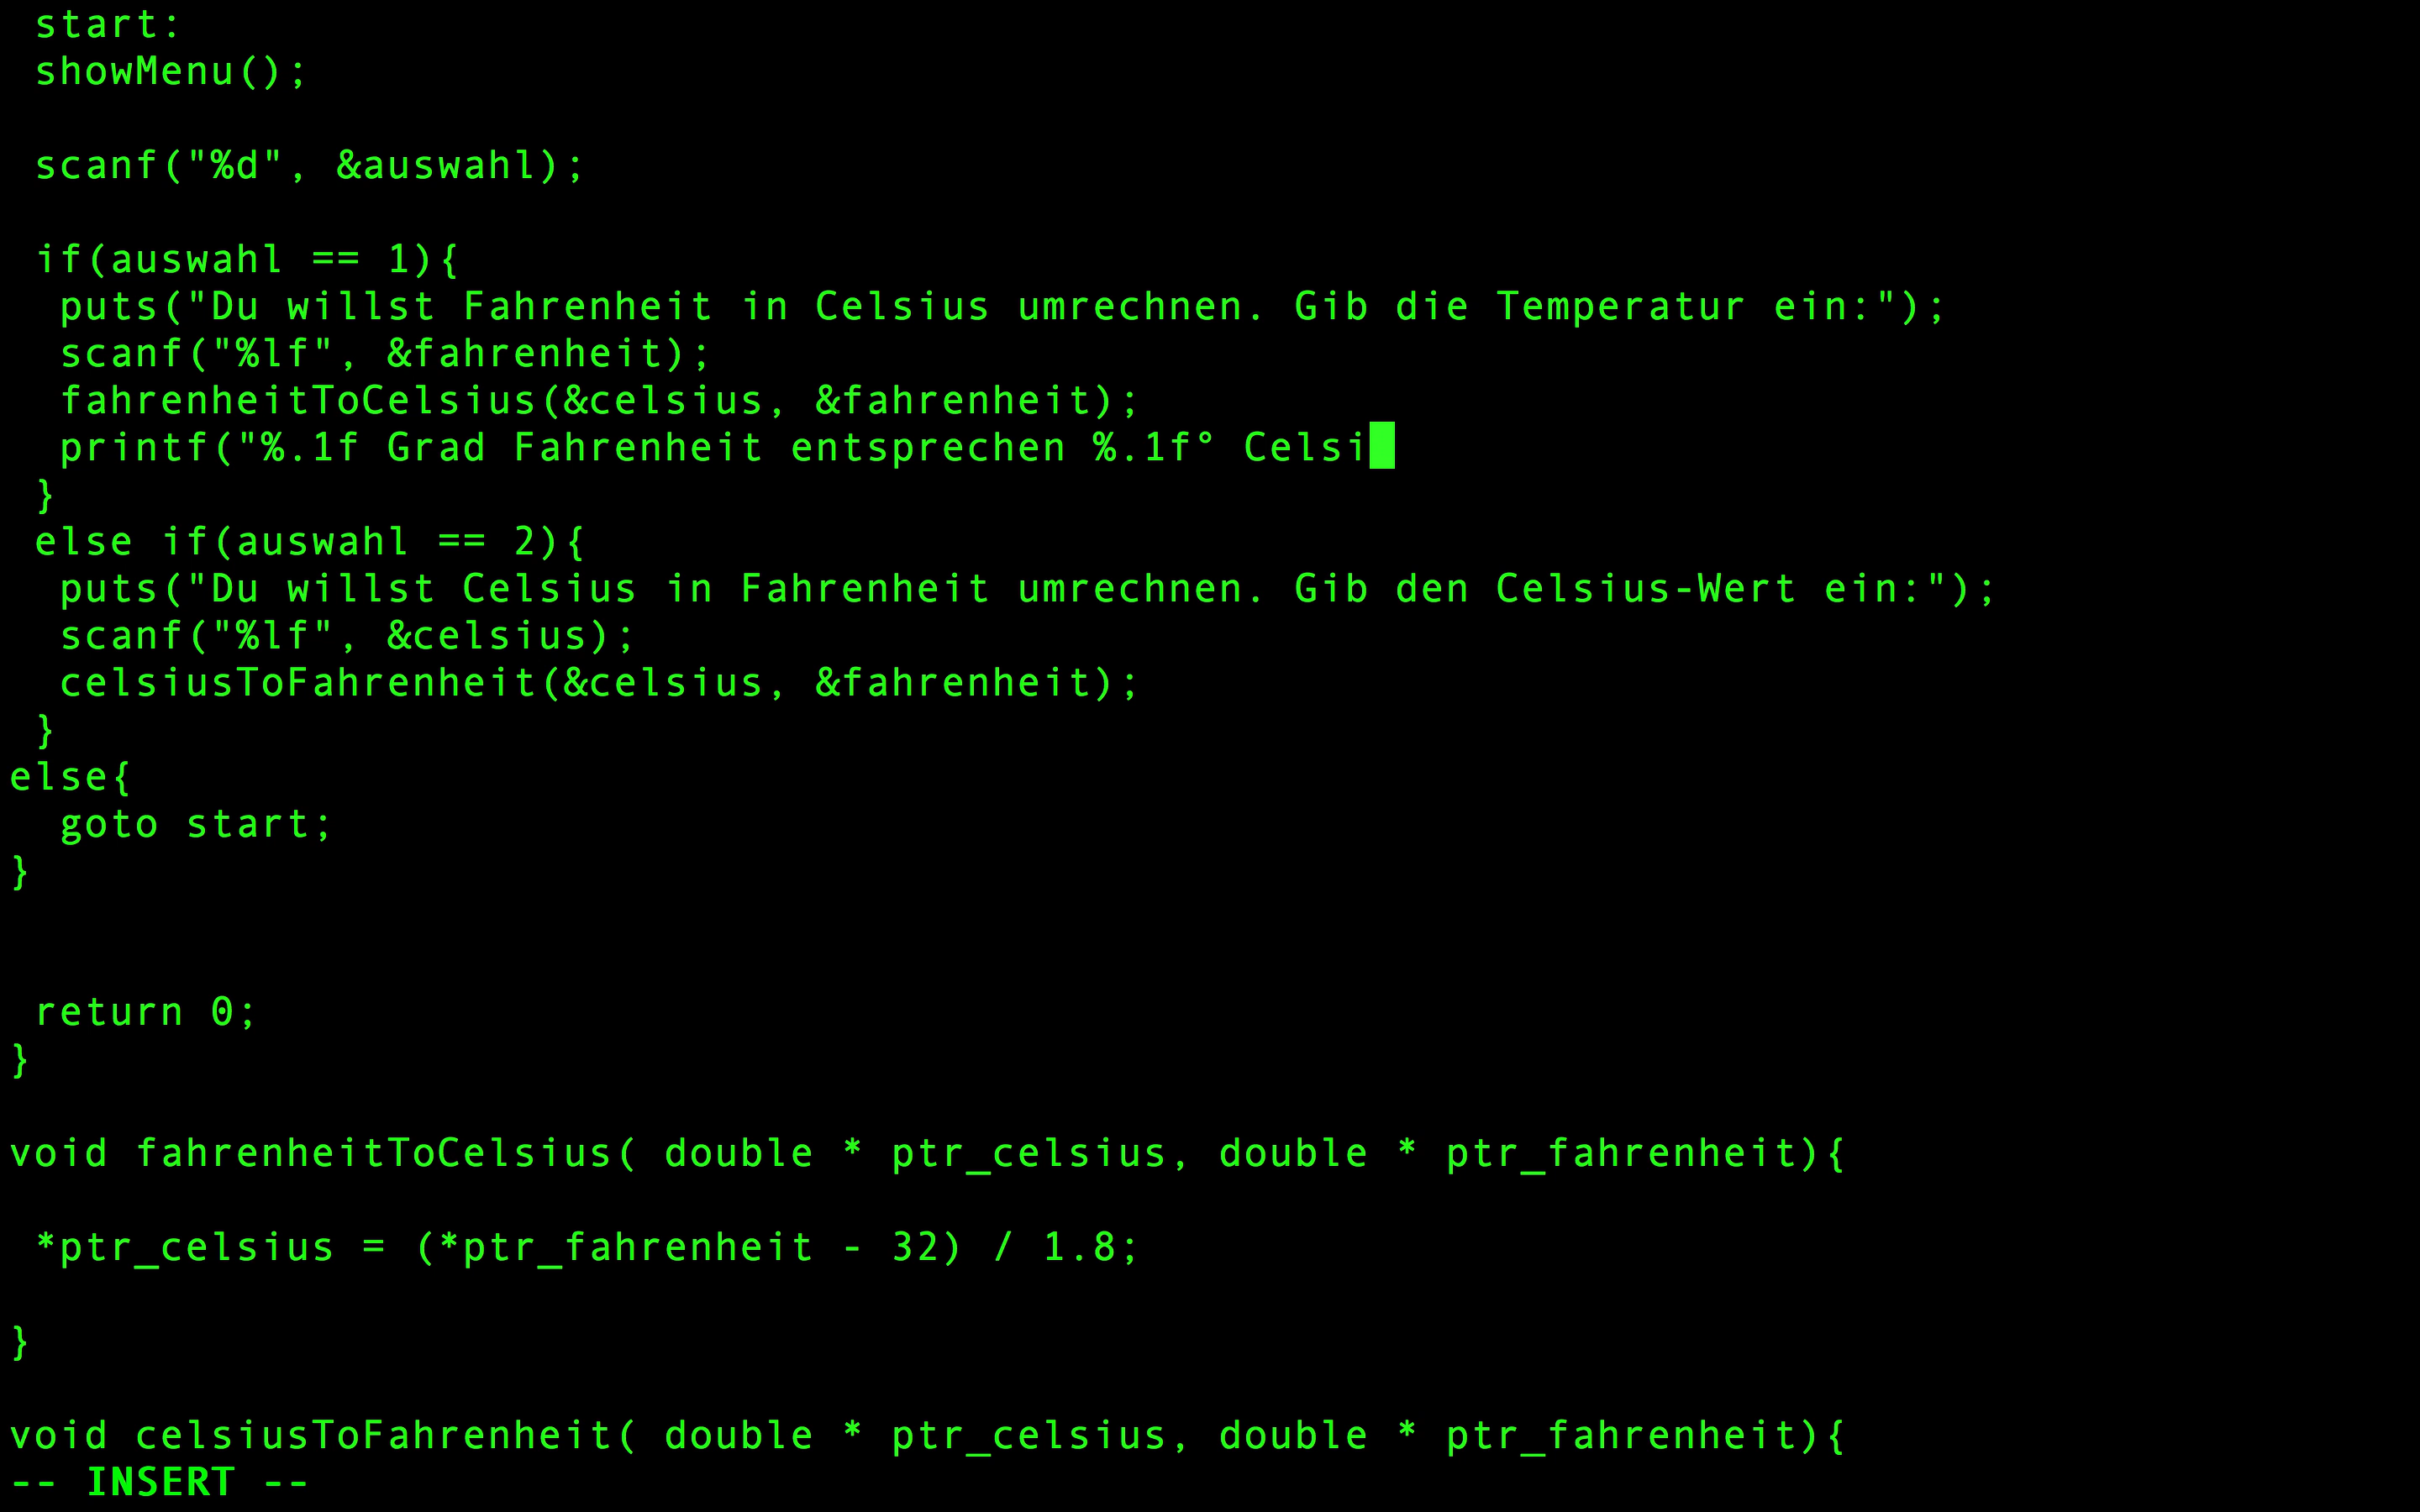 start:
showMenu();
scanf("%d", &auswahl);
if(auswahl == 1){
puts("Du willst Fahrenheit in Celsius umrechnen. Gib die Temperatur ein:");
scanf("%lf", &fahrenheit);
fahrenheitToCelsius(&celsius, &fahrenheit);
printf("%.1f Grad Fahrenheit entsprechen %.1f° Celsi
}
else if(auswahl == 2){
puts("Du willst Celsius in Fahrenheit umrechnen. Gib den Celsius-Wert ein:");
scanf("%lf", &celsius);
celsiusToFahrenheit(&celsius, &fahrenheit);
}
else{
goto start;
}
return 0;
}
void fahrenheitToCelsius( double * ptr_celsius, double * ptr_fahrenheit){
*ptr_celsius = (*ptr_fahrenheit - 32) / 1.8;
}
void celsiusToFahrenheit( double * ptr_celsius, double * ptr_fahrenheit){
-- INSERT --